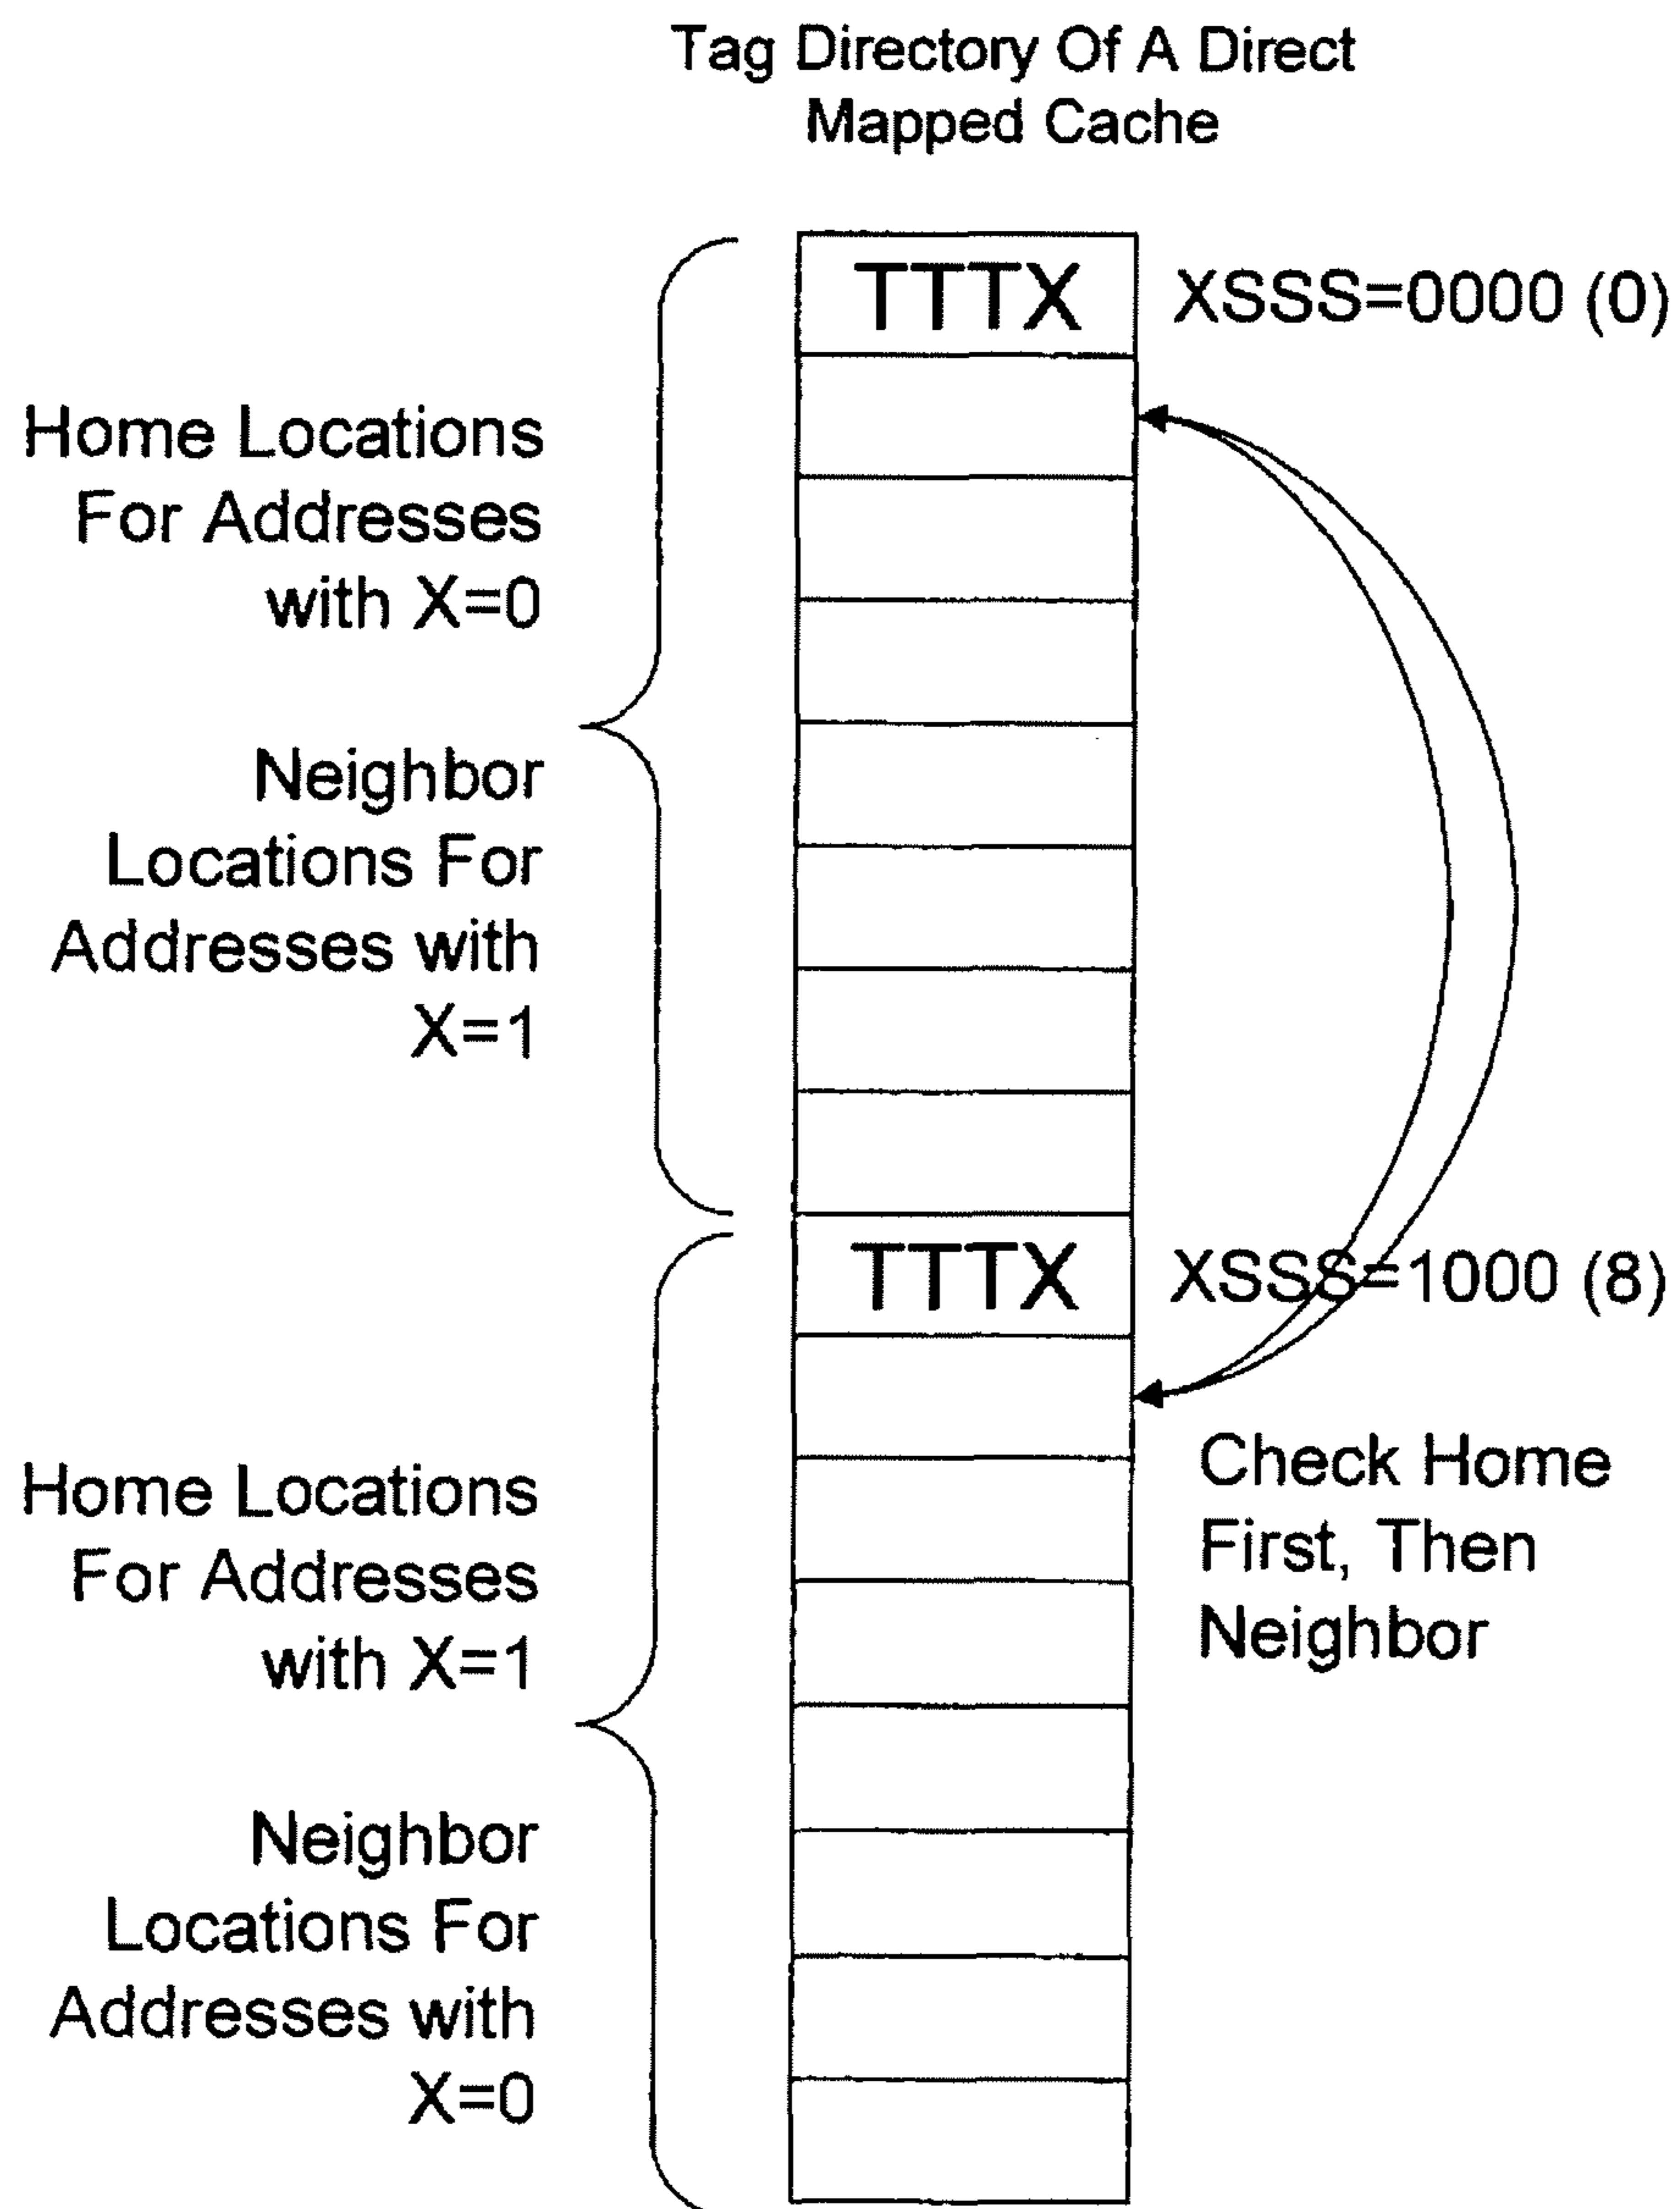 Tag Directory Of A Direct
Mapped Cache
TTTX
XSSS=0000 (0)
Home Locations
For Addresses
with X=0
Neighbor
Locations For
Addresses with
X=1
TTTX
XSSS=1000 (8)
Check Home
First, Then
Neighbor
Home Locations
For Addresses
with X=1
Neighbor
Locations For
Addresses with
X=0